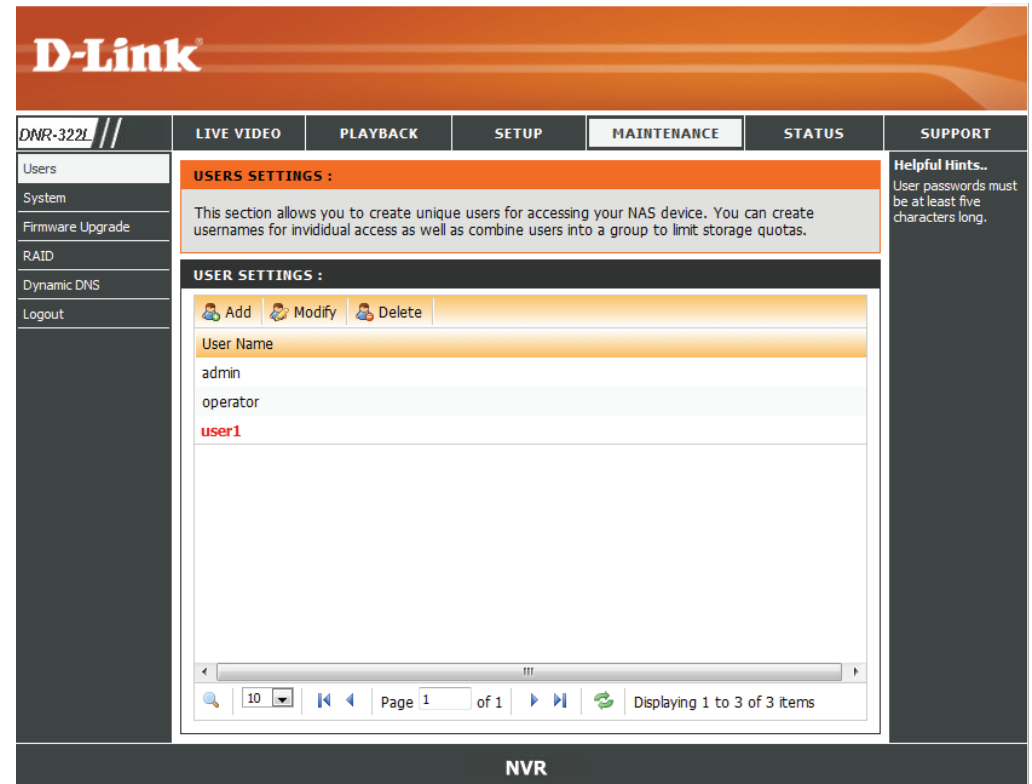 D-Link®
DNR-322L
LIVE VIDEO PLAYBACK SETUP MAINTENANCE STATUS SUPPORT
Users
System
Firmware Upgrade
RAID
Dynamic DNS
Logout
USERS SETTINGS :
This section allows you to create unique users for accessing your NAS device. You can create
usernames for invididual access as well as combine users into a group to limit storage quotas.
USER SETTINGS :
Add Modify Delete
User Name
admin
operator
user1
10 Page 1 of 1 Displaying 1 to 3 of 3 items
Helpful Hints..
User passwords must
be at least five
characters long.
NVR